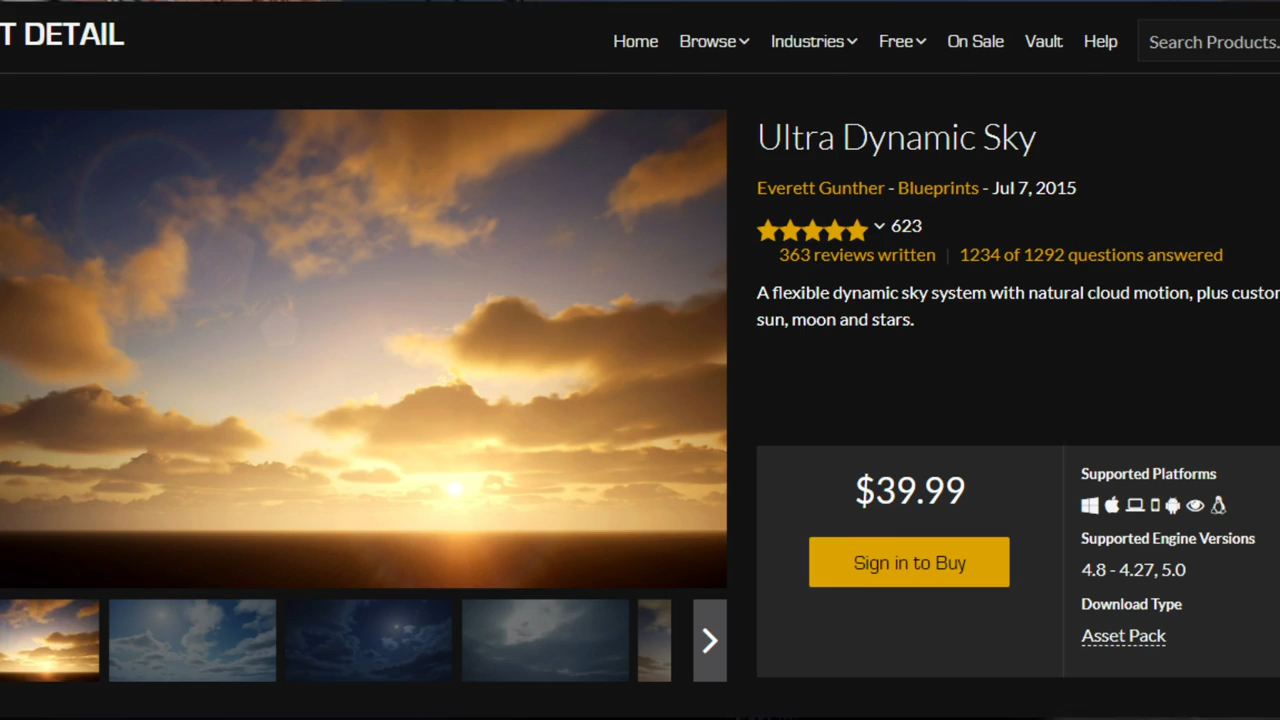 T DETAIL
Home Browse Industries Free On Sale Vault Help Search Products.
Ultra Dynamic Sky
Everett Gunther - Blueprints - Jul 7, 2015
623
363 reviews written | 1234 of 1292 questions answered
A flexible dynamic sky system with natural cloud motion, plus custor
sun, moon and stars.
$39.99
Sign in to Buy
Supported Platforms
Supported Engine Versions
4.8 - 4.27, 5.0
Download Type
Asset Pack